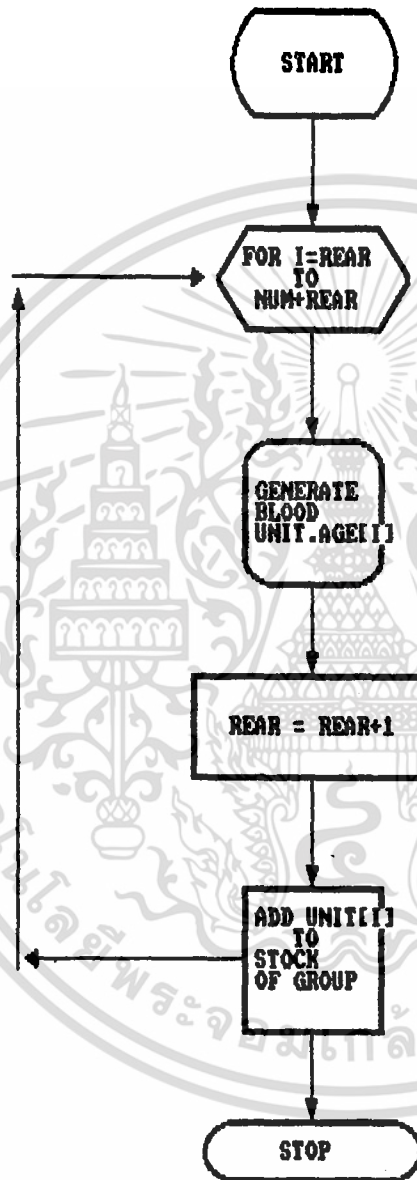 START
FOR I=REAR
TO
NUM+REAR
GENERATE
BLOOD
UNIT.AGE[I]
REAR = REAR+1
ADD UNIT[I]
TO
STOCK
OF GROUP
STOP